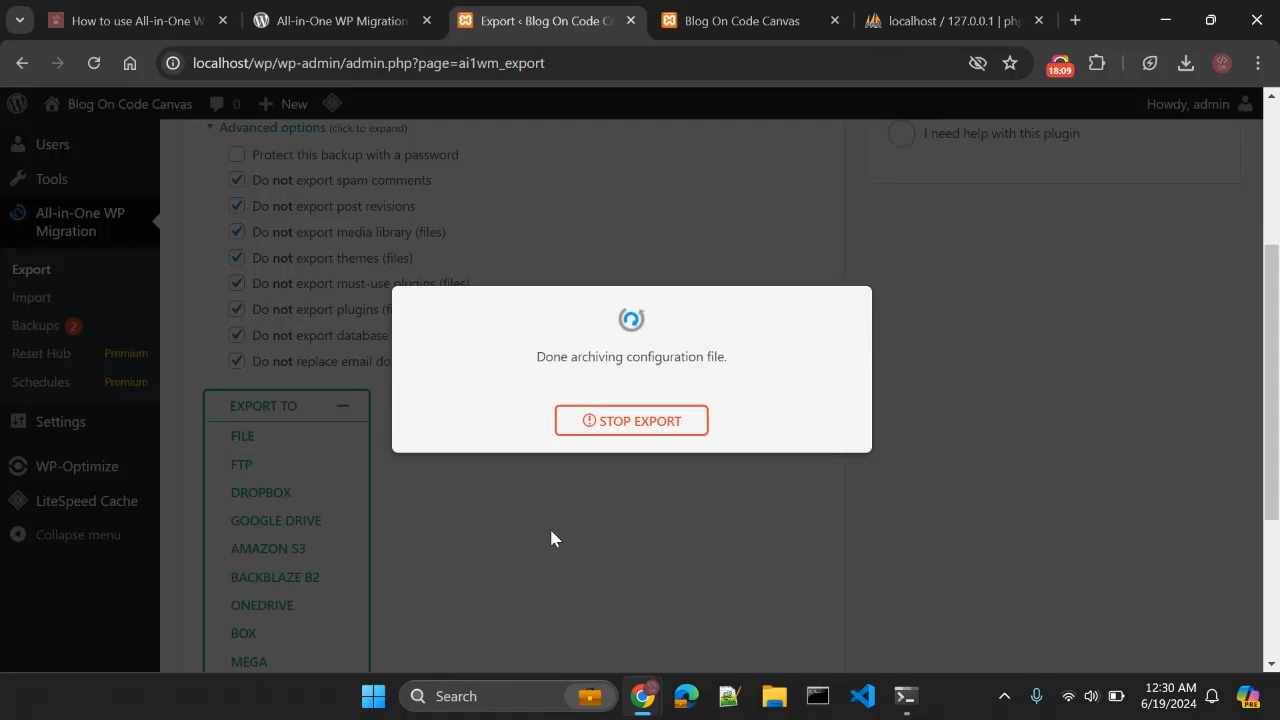 How to use All-in-One W
All-in-One WP Migration
Export ‹ Blog On Code C
Blog On Code Canvas
localhost / 127.0.0.1 | ph
localhost/wp/wp-admin/admin.php?page=ai1wm_export
18:09
Blog On Code Canvas
0
New
Howdy, admin
Users
Tools
All-in-One WP
Migration
Export
Import
Backups 2
Reset Hub Premium
Schedules Premium
Settings
WP-Optimize
LiteSpeed Cache
Collapse menu
Advanced options (click to expand)
Protect this backup with a password
Do not export spam comments
Do not export post revisions
Do not export media library (files)
Do not export themes (files)
Do not export must-use plugins (files)
Do not export plugins (fi
Do not export database
Do not replace email do
I need help with this plugin
Done archiving configuration file.
STOP EXPORT
EXPORT TO
FILE
FTP
DROPBOX
GOOGLE DRIVE
AMAZON S3
BACKBLAZE B2
ONEDRIVE
BOX
MEGA
Search
12:30 AM
6/19/2024
PRE